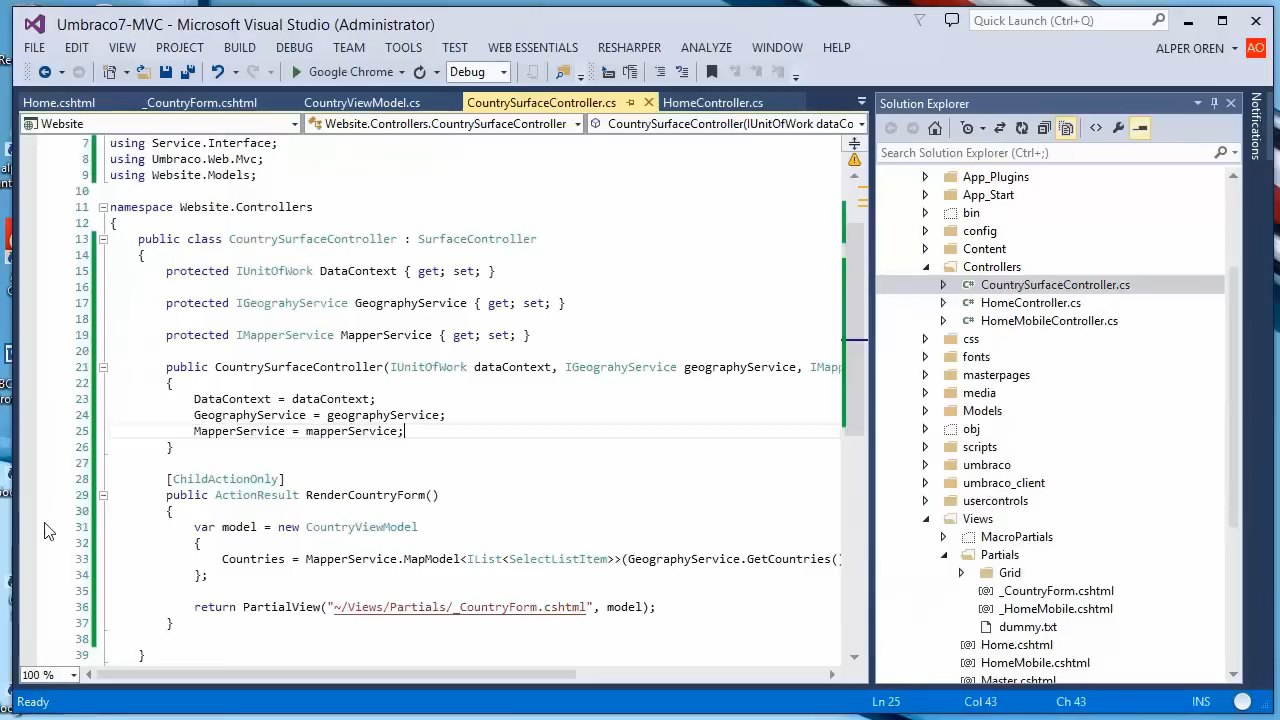 Umbraco7-MVC - Microsoft Visual Studio (Administrator)
Quick Launch (Ctrl+Q)
FILE EDIT VIEW PROJECT BUILD DEBUG TEAM TOOLS TEST WEB ESSENTIALS RESHARPER ANALYZE WINDOW HELP
ALPER OREN AO
Google Chrome Debug
Home.cshtml _CountryForm.cshtml CountryViewModel.cs CountrySurfaceController.cs HomeController.cs
Website Website.Controllers.CountrySurfaceController CountrySurfaceController(IUnitOfWork dataCo
7 using Service.Interface;
8 using Umbraco.Web.Mvc;
9 using Website.Models;
10
11 namespace Website.Controllers
12 {
13 public class CountrySurfaceController : SurfaceController
14 {
15 protected IUnitOfWork DataContext { get; set; }
16
17 protected IGeograhyService GeographyService { get; set; }
18
19 protected IMapperService MapperService { get; set; }
20
21 public CountrySurfaceController(IUnitOfWork dataContext, IGeograhyService geographyService, IMapp
22 {
23 DataContext = dataContext;
24 GeographyService = geographyService;
25 MapperService = mapperService;
26 }
27
28 [ChildActionOnly]
29 public ActionResult RenderCountryForm()
30 {
31 var model = new CountryViewModel
32 {
33 Countries = MapperService.MapModel<IList<SelectListItem>>(GeographyService.GetCountries()
34 };
35
36 return PartialView("~/Views/Partials/_CountryForm.cshtml", model);
37 }
38
39 }
100 %
Solution Explorer
Search Solution Explorer (Ctrl+;)
App_Plugins
App_Start
bin
config
Content
Controllers
C# CountrySurfaceController.cs
C# HomeController.cs
C# HomeMobileController.cs
css
fonts
masterpages
media
Models
obj
scripts
umbraco
umbraco_client
usercontrols
Views
MacroPartials
Partials
Grid
_CountryForm.cshtml
_HomeMobile.cshtml
dummy.txt
Home.cshtml
HomeMobile.cshtml
Master.cshtml
Notifications
Ready Ln 25 Col 43 Ch 43 INS